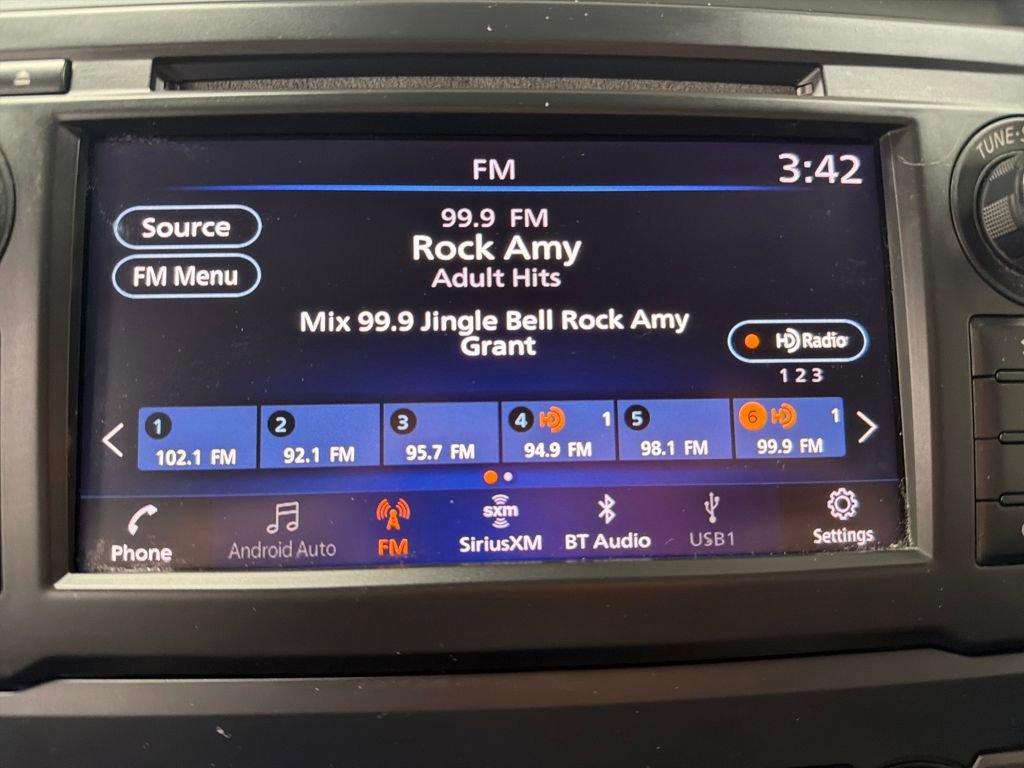 TUNE
FM
3:42
Source
99.9 FM
Rock Amy
FM Menu
Adult Hits
Mix 99.9 Jingle Bell Rock Amy
Grant
HD Radio
1 2 3
1 2 3 4 HD 1 5 6 HD 1
102.1 FM 92.1 FM 95.7 FM 94.9 FM 98.1 FM 99.9 FM
sxm
Phone Android Auto FM SiriusXM BT Audio USB1 Settings